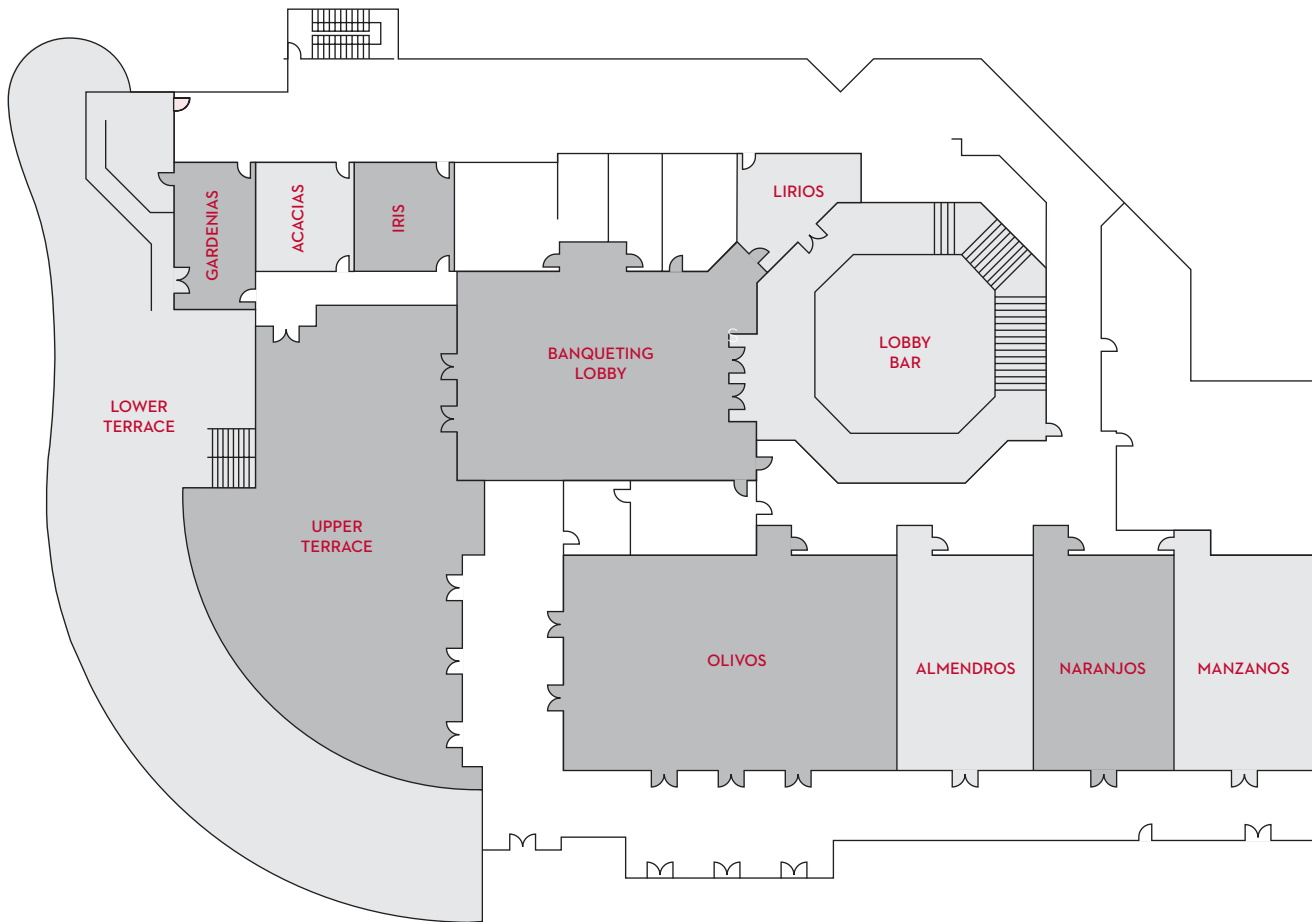 LIRIOS
GARDENIAS
ACACIAS
IRIS
S
BANQUETING
LOBBY
LOBBY
BAR
LOWER
TERRACE
UPPER
TERRACE
OLIVOS
ALMENDROS
NARANJOS
MANZANOS